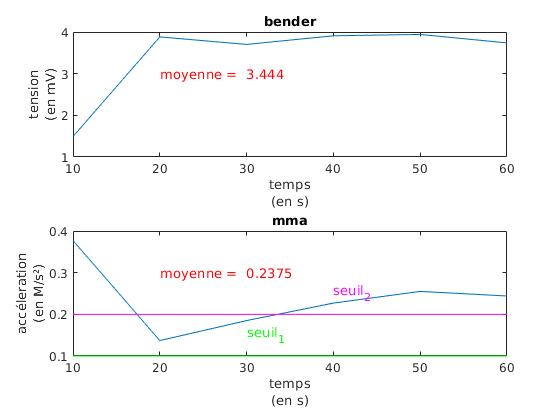 bender
4
3
2
1
tension
(en mV)
moyenne = 3.444
10 20 30 40 50 60
temps
(en s)
mma
0.4
0.3
0.2
0.1
accéleration
(en M/s²)
moyenne = 0.2375
seuil2
seuil1
10 20 30 40 50 60
temps
(en s)